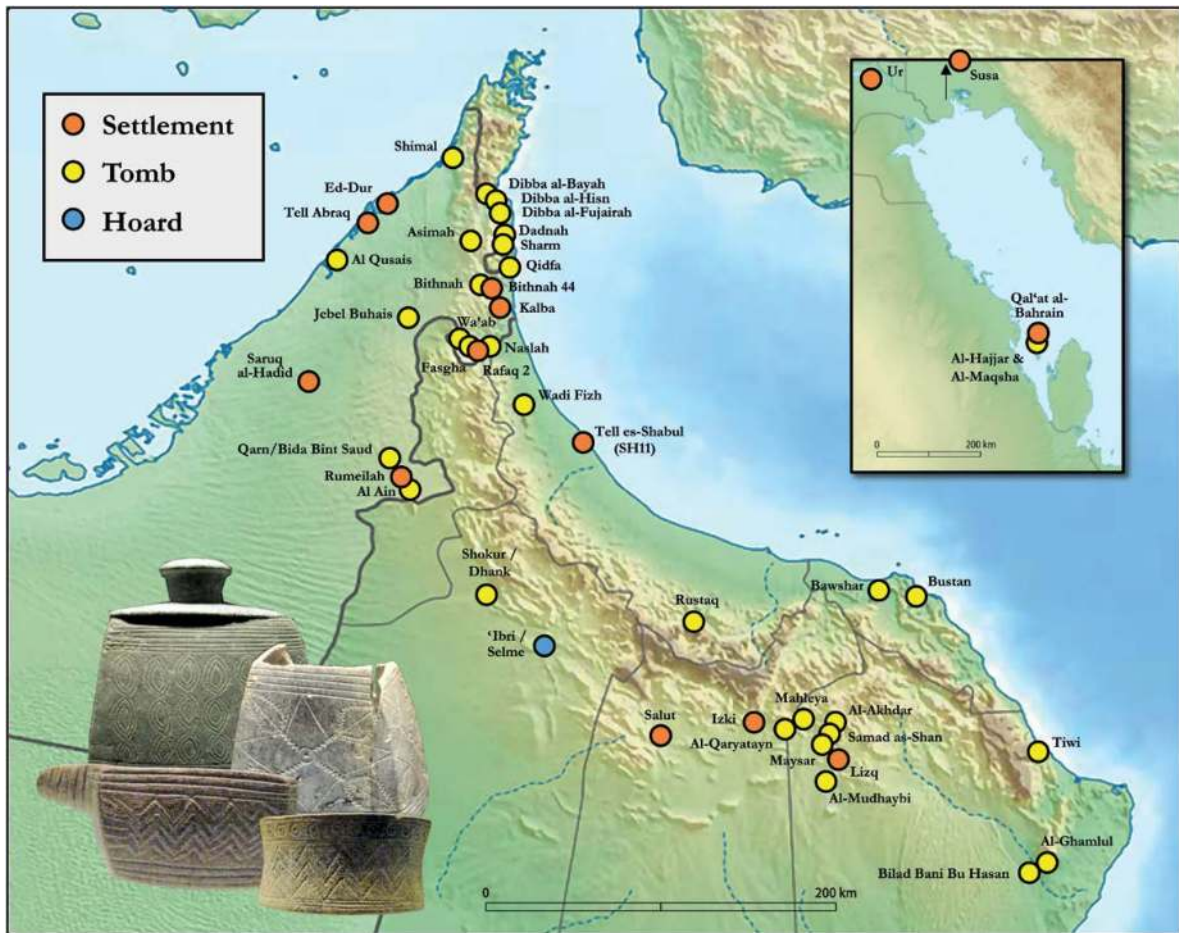 Settlement
Tomb
Hoard
Shimal
Ed-Dur
Tell Abraq
Al Qusais
Dibba al-Bayah
Dibba al-Hisn
Dibba al-Fujairah
Asimah
Dadnah
Sharm
Qidfa
Bithnah
Bithnah 44
Kalba
Jebel Buhais
Wa'ab
Fasgha
Naslah
Rafaq 2
Saruq
al-Hadid
Wadi Fizh
Tell es-Shabul
(SH11)
Qarn/Bida Bint Saud
Rumeilah
Al Ain
Shokur /
Dhank
Rustaq
Bawshar
Bustan
‘Ibri /
Selme
Salut
Izki
Mahleya
Al-Akhdar
Al-Qaryatayn
Samad as-Shan
Maysar
Lizq
Al-Mudhaybi
Tiwi
Al-Ghamlul
Bilad Bani Bu Hasan
0 200 km
Ur
Susa
Qal‘at al-
Bahrain
Al-Hajjar &
Al-Maqsha
0 200 km